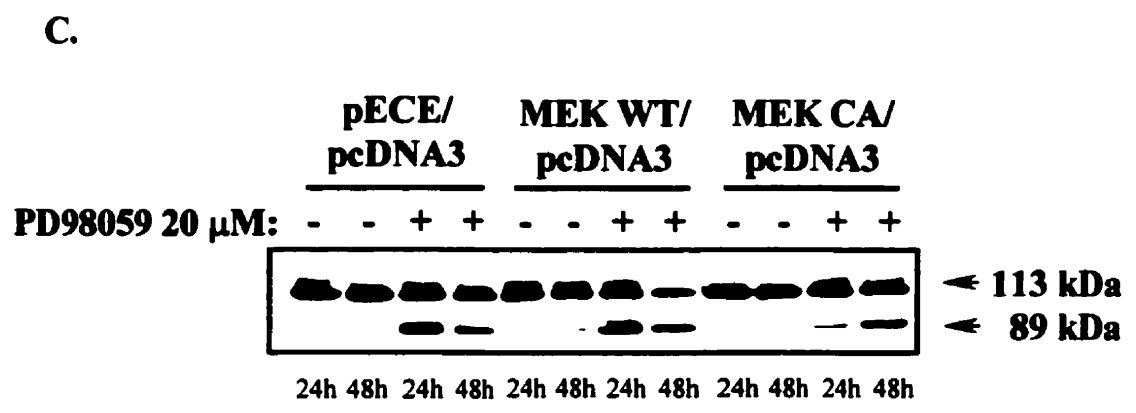 C.
pECE/ MEK WT/ MEK CA/
pcDNA3 pcDNA3 pcDNA3
PD98059 20 µM: - - + + - - + + - - + +
113 kDa
89 kDa
24h 48h 24h 48h 24h 48h 24h 48h 24h 48h 24h 48h